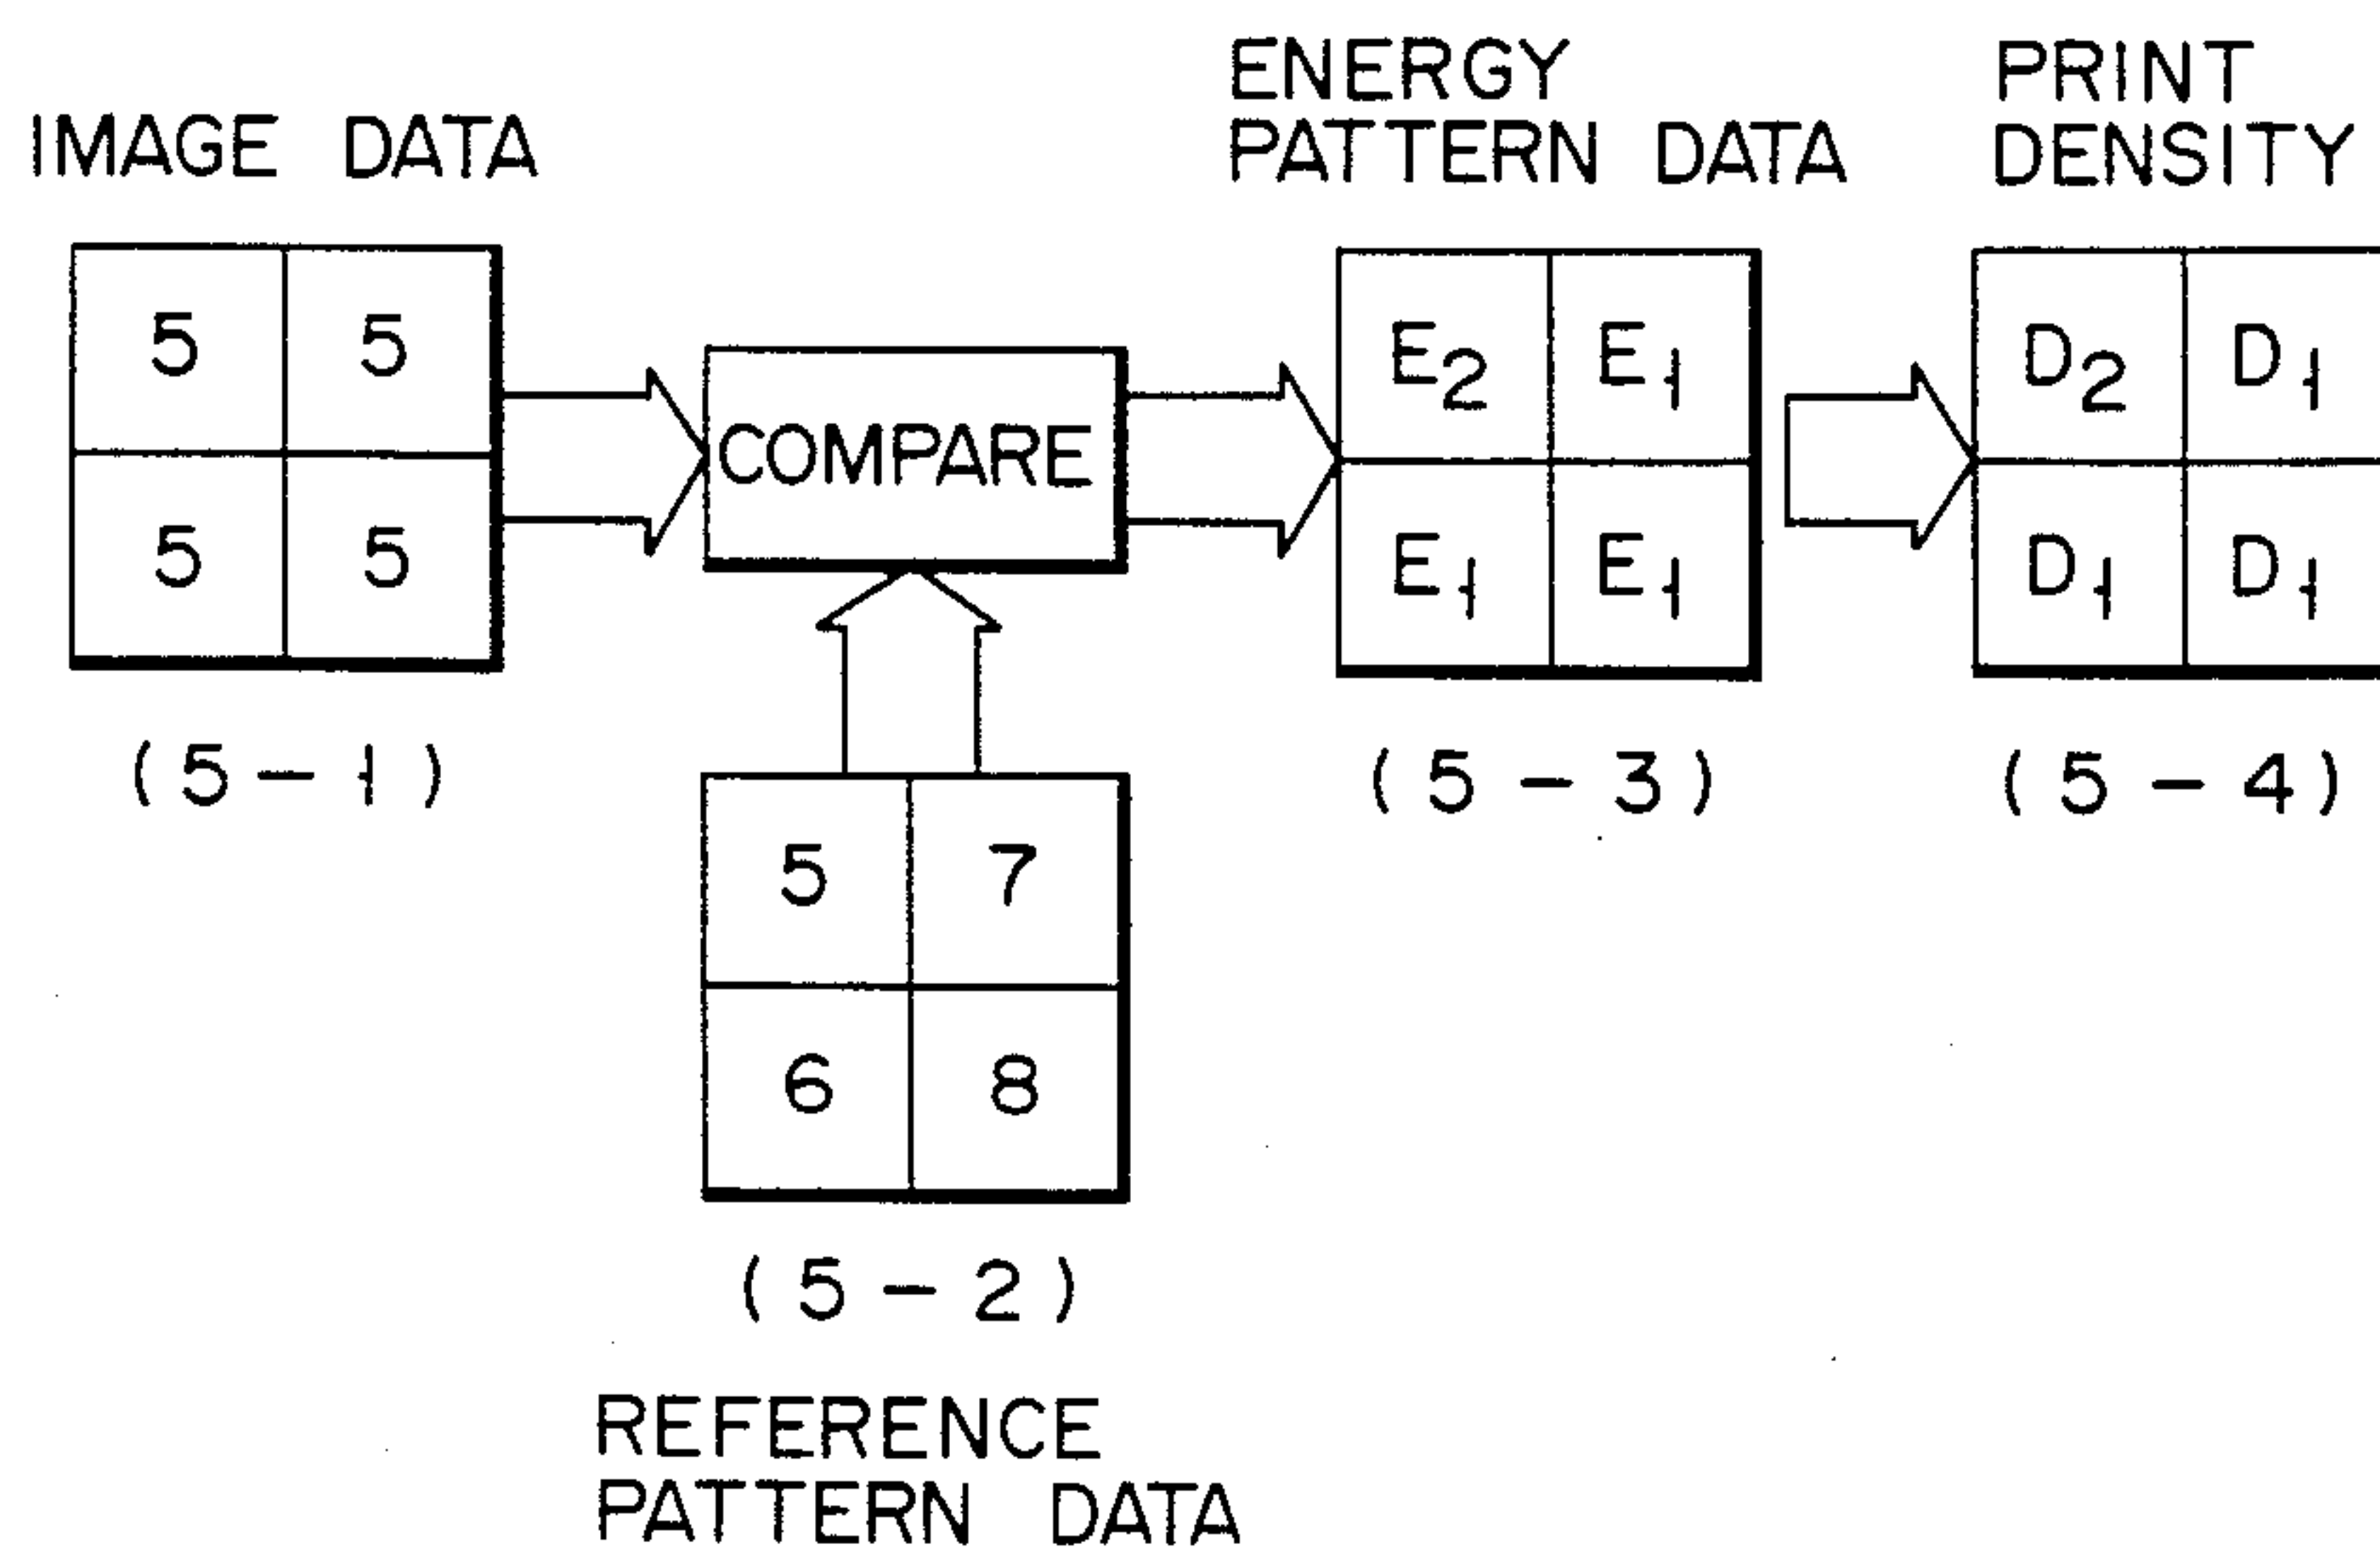 IMAGE DATA
ENERGY
PATTERN DATA
PRINT
DENSITY
5 5
5 5
COMPARE
E2 E1
E1 E1
D2 D1
D1 D1
(5-1)
(5-3)
(5-4)
5 7
6 8
(5-2)
REFERENCE
PATTERN DATA